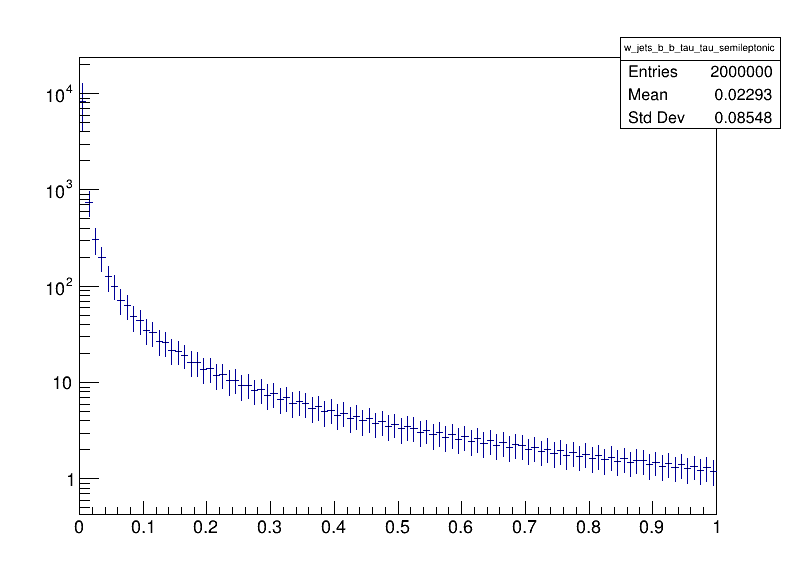 w_jets_b_b_tau_tau_semileptonic
Entries 2000000
Mean 0.02293
Std Dev 0.08548
10^4
10^3
10^2
10
1
0 0.1 0.2 0.3 0.4 0.5 0.6 0.7 0.8 0.9 1